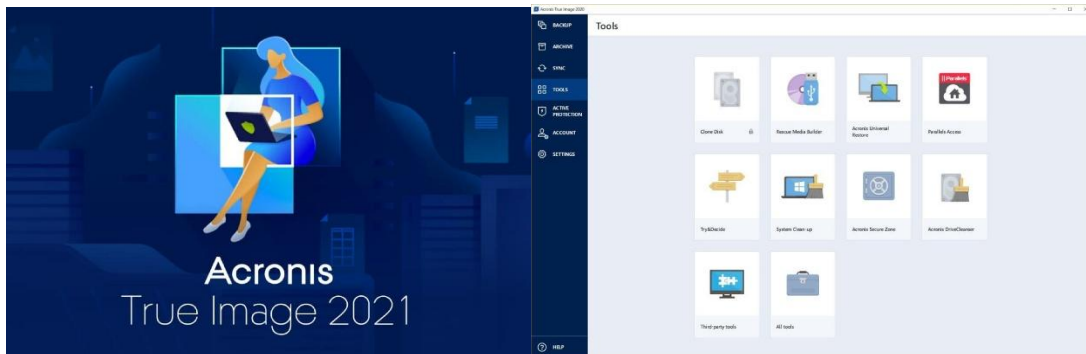 Acronis
True Image 2021
Acronis True Image 2020
BACKUP
ARCHIVE
SYNC
TOOLS
ACTIVE
PROTECTION
ACCOUNT
SETTINGS
HELP
Tools
Clone Disk
Rescue Media Builder
Acronis Universal
Restore
|| Parallels
Parallels Access
Try&Decide
System Clean-up
Acronis Secure Zone
Acronis DriveCleanser
Third-party tools
All tools